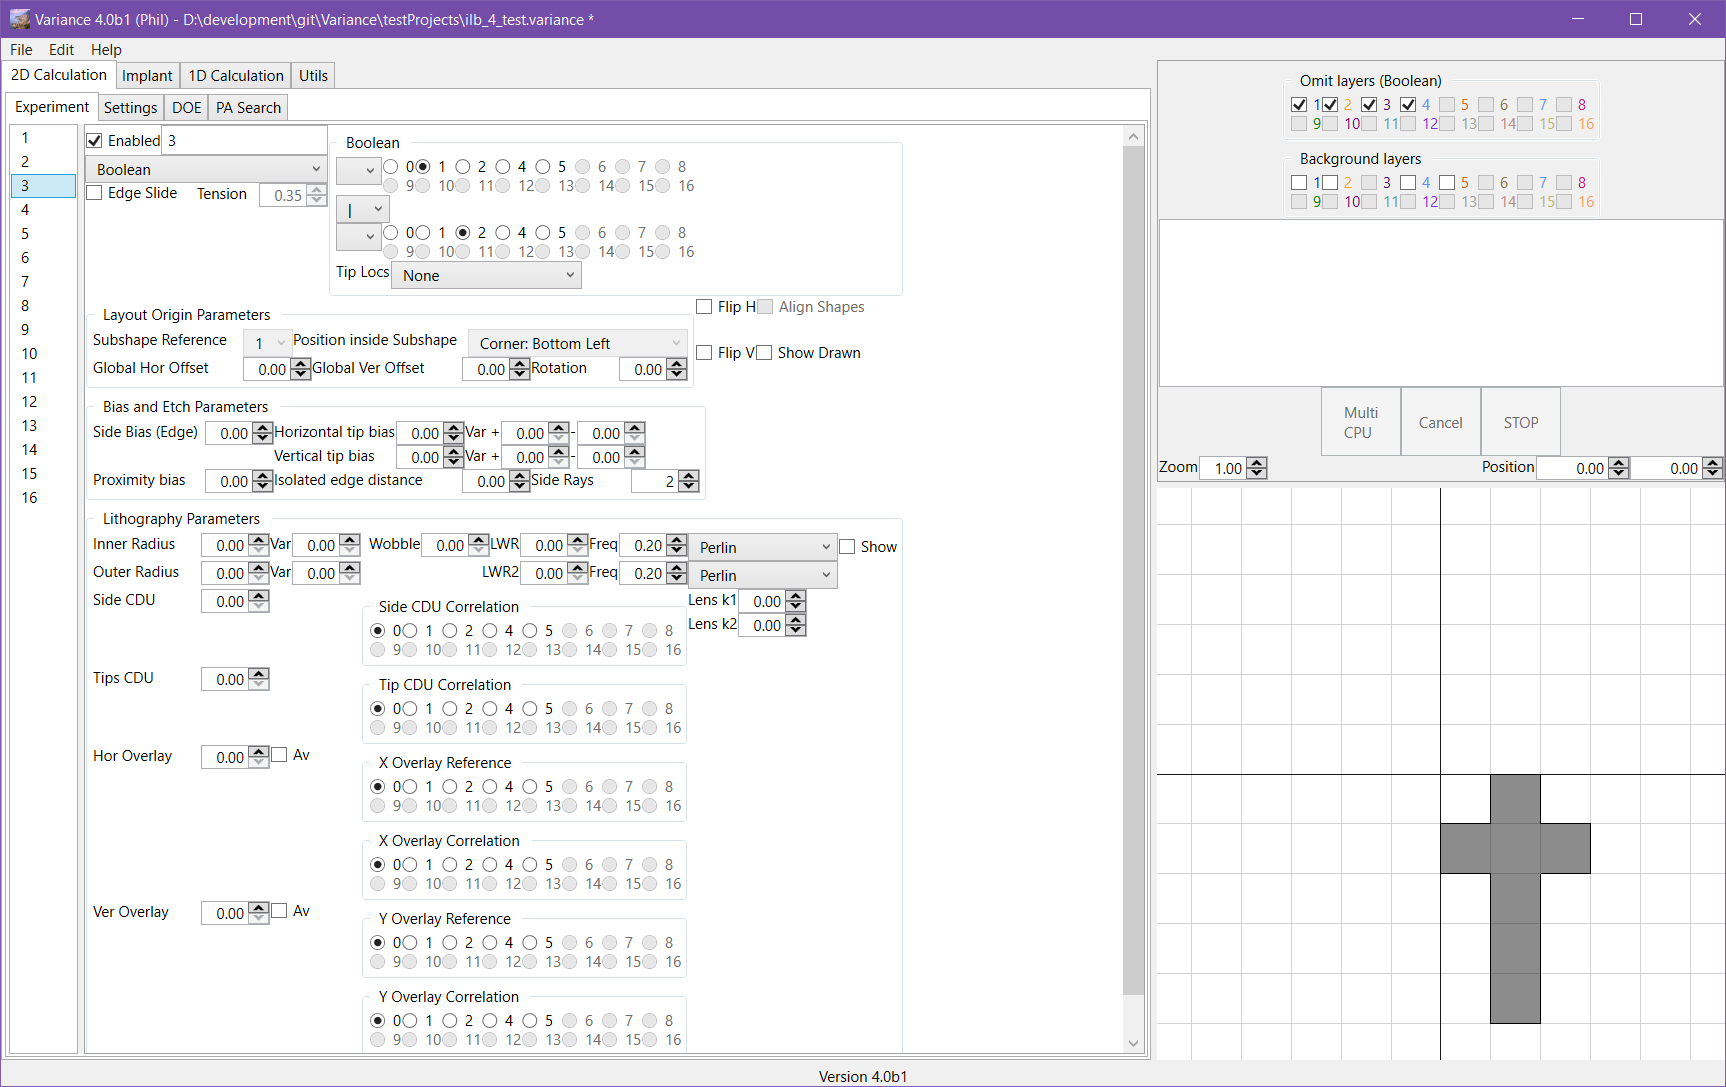 Variance 4.0b1 (Phil) - D:\development\git\Variance\testProjects\ilb_4_test.variance *
File Edit Help
2D Calculation Implant 1D Calculation Utils
Experiment Settings DOE PA Search
1
2
3
4
5
6
7
8
9
10
11
12
13
14
15
16
Enabled 3
Boolean
Edge Slide Tension 0.35
Boolean
0 1 2 4 5 6 7 8
9 10 11 12 13 14 15 16
|
0 1 2 4 5 6 7 8
9 10 11 12 13 14 15 16
Tip Locs None
Flip H Align Shapes
Flip V Show Drawn
Layout Origin Parameters
Subshape Reference 1 Position inside Subshape Corner: Bottom Left
Global Hor Offset 0.00 Global Ver Offset 0.00 Rotation 0.00
Bias and Etch Parameters
Side Bias (Edge) 0.00 Horizontal tip bias 0.00 Var + 0.00 - 0.00
Vertical tip bias 0.00 Var + 0.00 - 0.00
Proximity bias 0.00 Isolated edge distance 0.00 Side Rays 2
Lithography Parameters
Inner Radius 0.00 Var 0.00 Wobble 0.00 LWR 0.00 Freq 0.20 Perlin Show
Outer Radius 0.00 Var 0.00 LWR2 0.00 Freq 0.20 Perlin
Side CDU 0.00
Lens k1 0.00
Lens k2 0.00
Side CDU Correlation
0 1 2 4 5 6 7 8
9 10 11 12 13 14 15 16
Tips CDU 0.00
Tip CDU Correlation
0 1 2 4 5 6 7 8
9 10 11 12 13 14 15 16
Hor Overlay 0.00 Av
X Overlay Reference
0 1 2 4 5 6 7 8
9 10 11 12 13 14 15 16
X Overlay Correlation
0 1 2 4 5 6 7 8
9 10 11 12 13 14 15 16
Ver Overlay 0.00 Av
Y Overlay Reference
0 1 2 4 5 6 7 8
9 10 11 12 13 14 15 16
Y Overlay Correlation
0 1 2 4 5 6 7 8
9 10 11 12 13 14 15 16
Omit layers (Boolean)
1 2 3 4 5 6 7 8
9 10 11 12 13 14 15 16
Background layers
1 2 3 4 5 6 7 8
9 10 11 12 13 14 15 16
Multi CPU Cancel STOP
Zoom 1.00 Position 0.00 0.00
Version 4.0b1